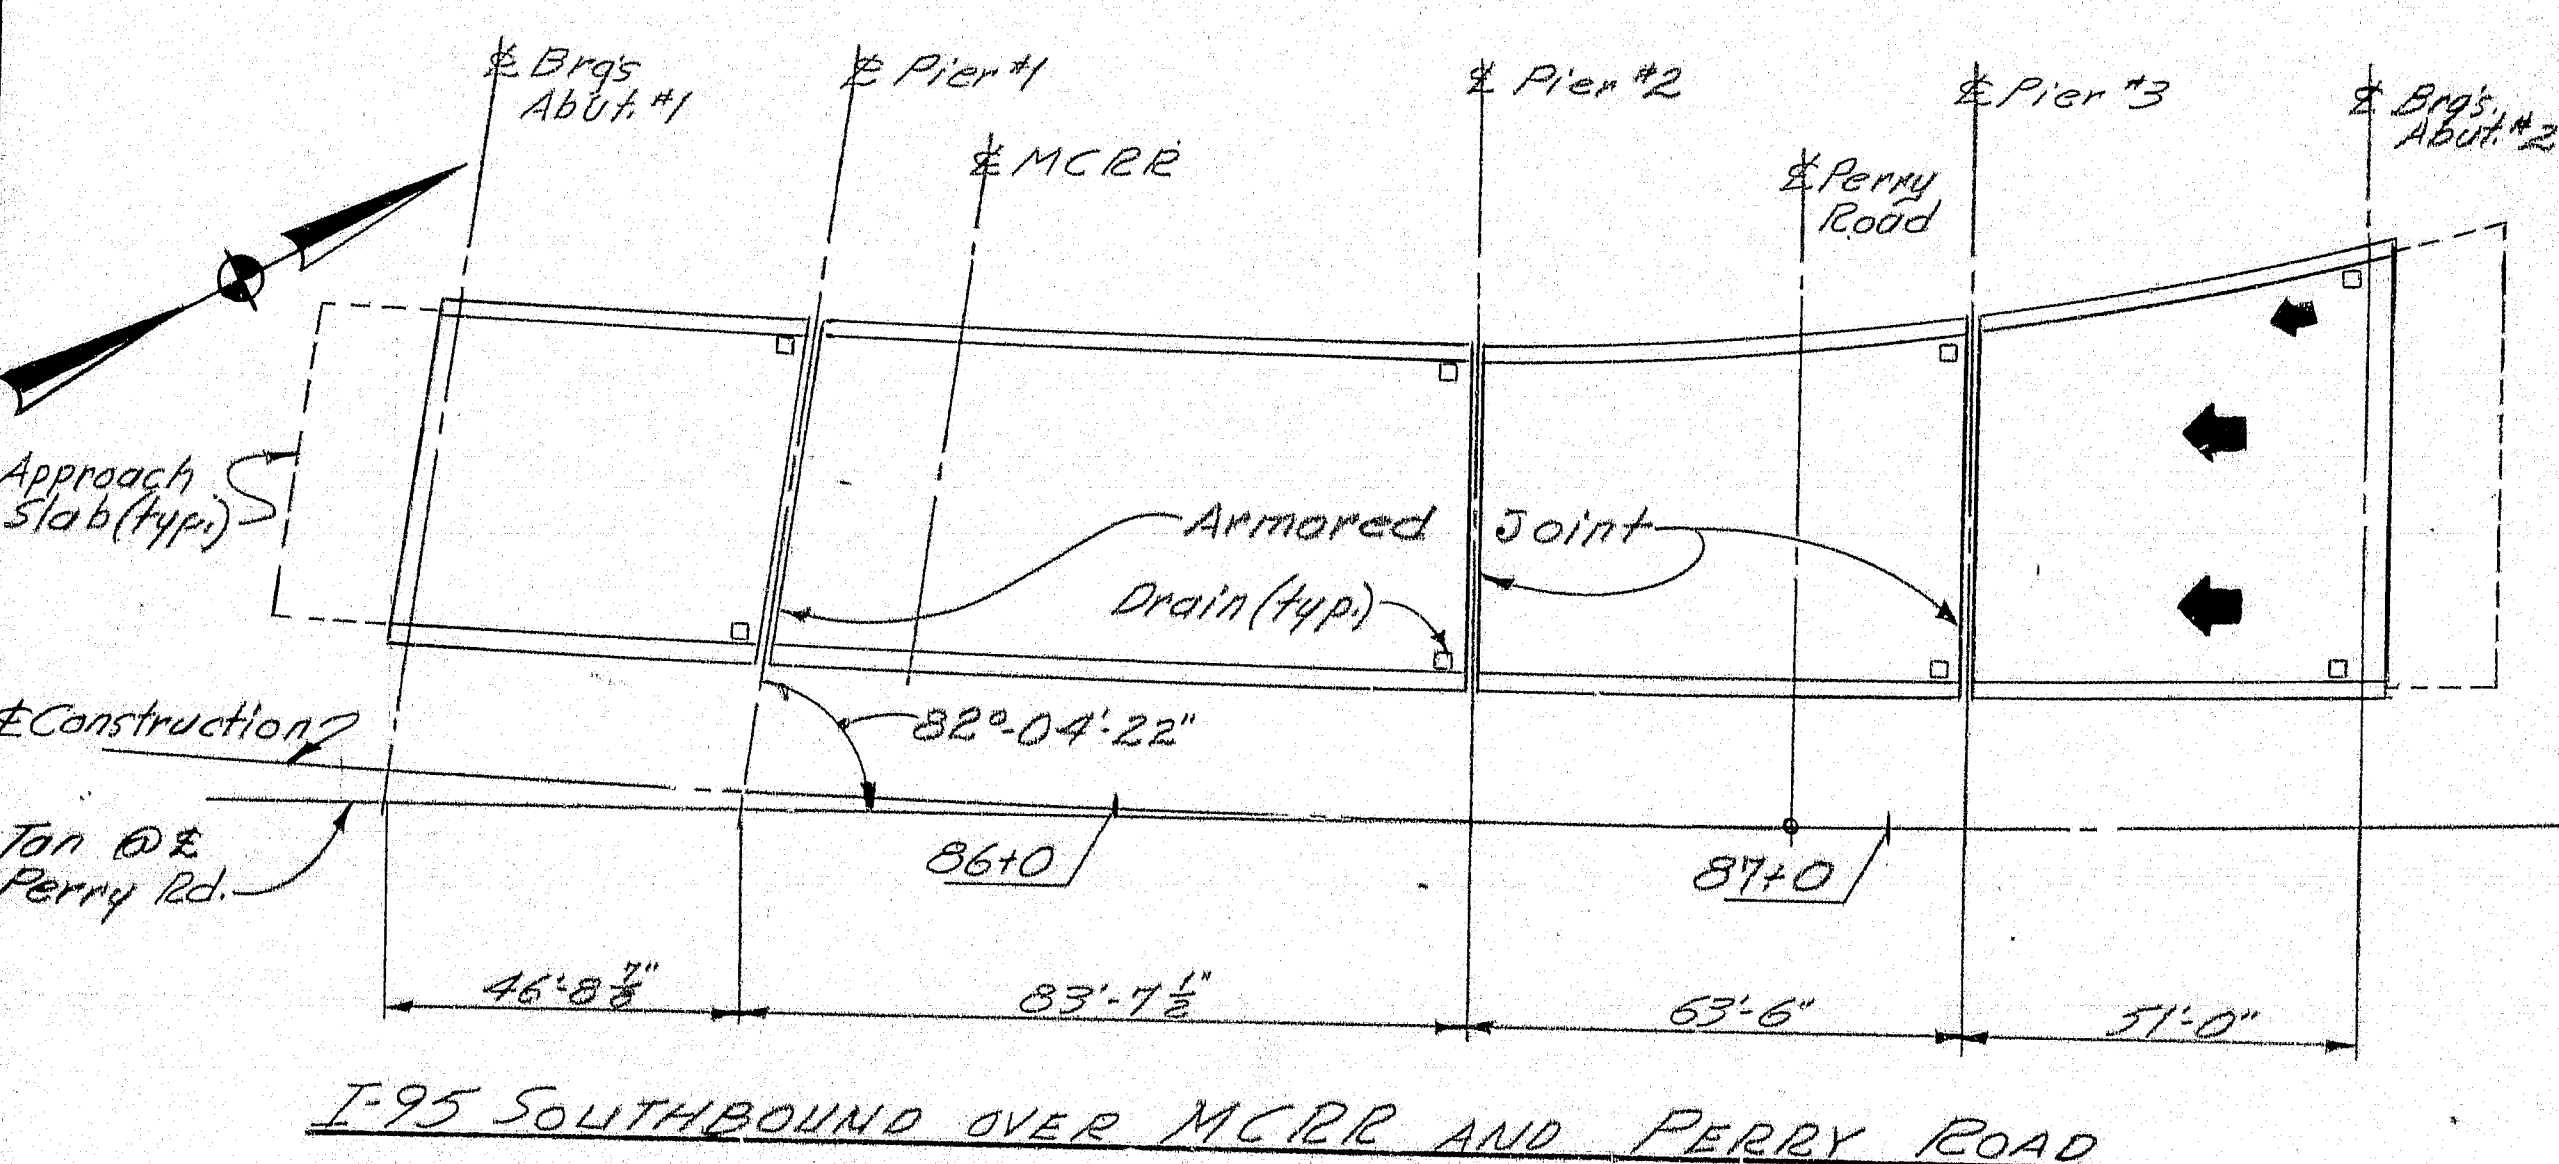 ℄ Brg's
Abut. #1
℄ Pier #1
℄ MCRR
℄ Pier #2
℄ Perry
Road
℄ Pier #3
℄ Brg's.
Abut. #2
Approach
Slab (typ.)
Armored Joint
Drain (typ.)
℄ Construction
82°-04'-22"
Tan @ ℄
Perry Rd.
86+0
87+0
46'-8 7/8"
83'-7 1/2"
63'-6"
51'-0"
I-95 SOUTHBOUND OVER MCRR AND PERRY ROAD